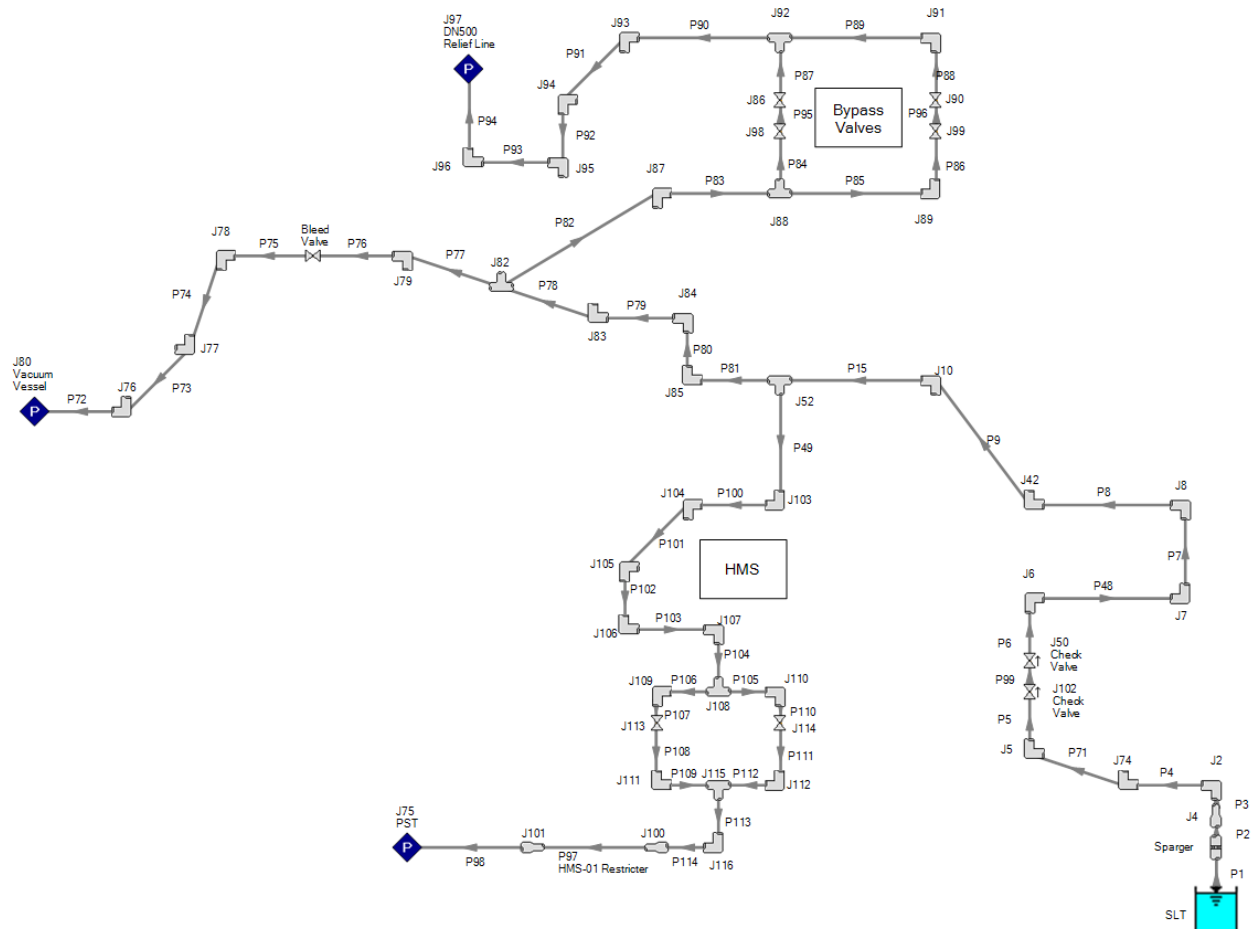 J97
DN500
Relief Line
J93
P90
J92
P89
J91
P91
P87
P88
J94
J86
P95
Bypass
Valves
P96
J90
P94
P92
J98
J99
P93
J96
J95
J87
P84
P86
P83
P85
J88
J89
P82
J78
P75
Bleed
Valve
P76
J82
J79
P77
P78
P74
J84
P79
J83
J77
P80
J80
Vacuum
Vessel
P73
J76
P72
P81
P15
J10
J85
J52
P49
P9
J104
P100
J103
J42
P8
J8
P101
HMS
P7
J105
P102
J6
P48
J106
P103
J107
J7
P104
P6
J50
Check
Valve
J109
P106
P105
J110
P99
J108
J102
Check
Valve
P107
P110
J113
J114
P5
P108
P111
J5
P71
J74
J2
J111
P109
J115
P112
J112
P4
P3
J4
P2
J75
PST
P113
J101
J100
Sparger
P98
P97
HMS-01 Restricter
P114
J116
P1
SLT
P
P
P